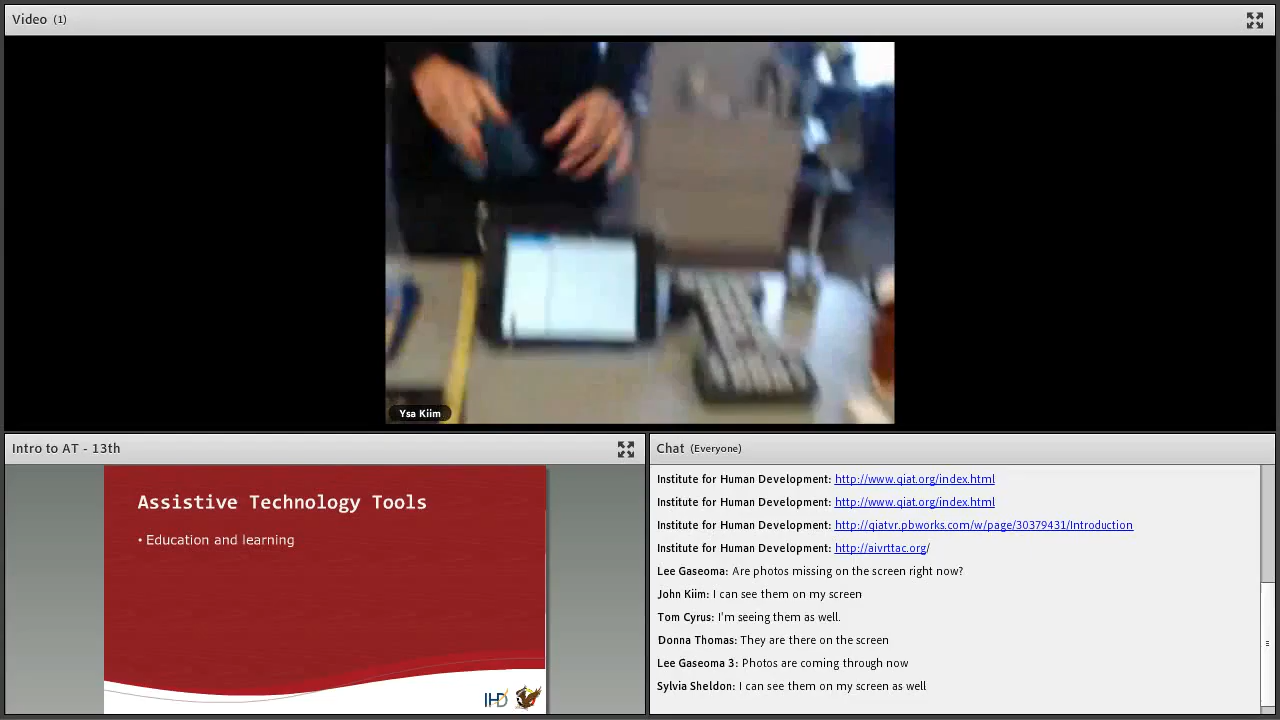 Video (1)
Ysa Kiim
Intro to AT - 13th
Assistive Technology Tools
• Education and learning
IHD
Chat (Everyone)
Institute for Human Development: http://www.qiat.org/index.html
Institute for Human Development: http://www.qiat.org/index.html
Institute for Human Development: http://qiatvr.pbworks.com/w/page/30379431/Introduction
Institute for Human Development: http://aivrttac.org/
Lee Gaseoma: Are photos missing on the screen right now?
John Kiim: I can see them on my screen
Tom Cyrus: I'm seeing them as well.
Donna Thomas: They are there on the screen
Lee Gaseoma 3: Photos are coming through now
Sylvia Sheldon: I can see them on my screen as well